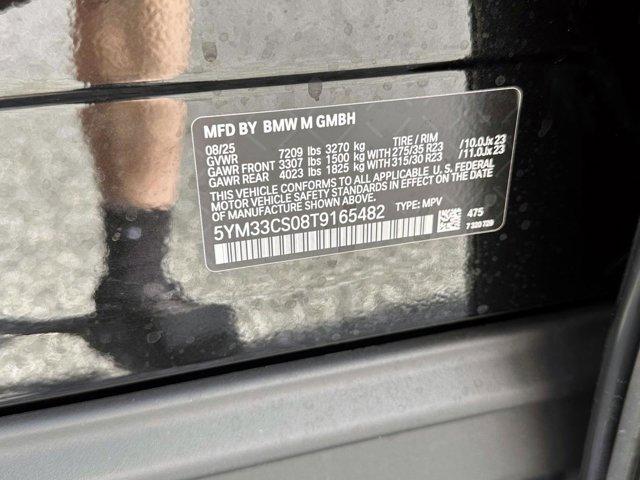 MFD BY BMW M GMBH
08/25 TIRE / RIM
GVWR 7209 lbs 3270 kg
GAWR FRONT 3307 lbs 1500 kg WITH 275/35 R23 /10.0Jx23
GAWR REAR 4023 lbs 1825 kg WITH 315/30 R23 /11.0Jx23
THIS VEHICLE CONFORMS TO ALL APPLICABLE U.S. FEDERAL
MOTOR VEHICLE SAFETY STANDARDS IN EFFECT ON THE DATE
OF MANUFACTURE SHOWN ABOVE.
5YM33CS08T9165482 TYPE: MPV
475
7 320 729